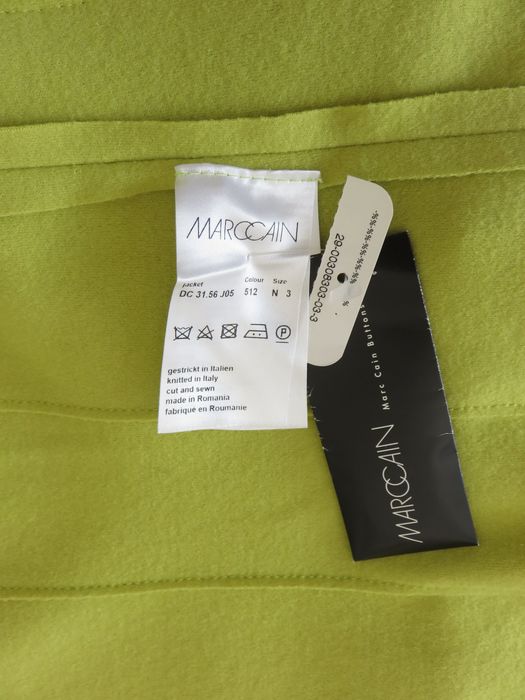 MARCCAIN
Jacket Colour Size
DC 31.56 J05 512 N 3
P
gestrickt in Italien
knitted in Italy
cut and sewn
made in Romania
fabriqué en Roumanie
29-00308303-03-3
-%%-%%-%%-%%-%%
%
Marc Cain Buttons
MARCCAIN